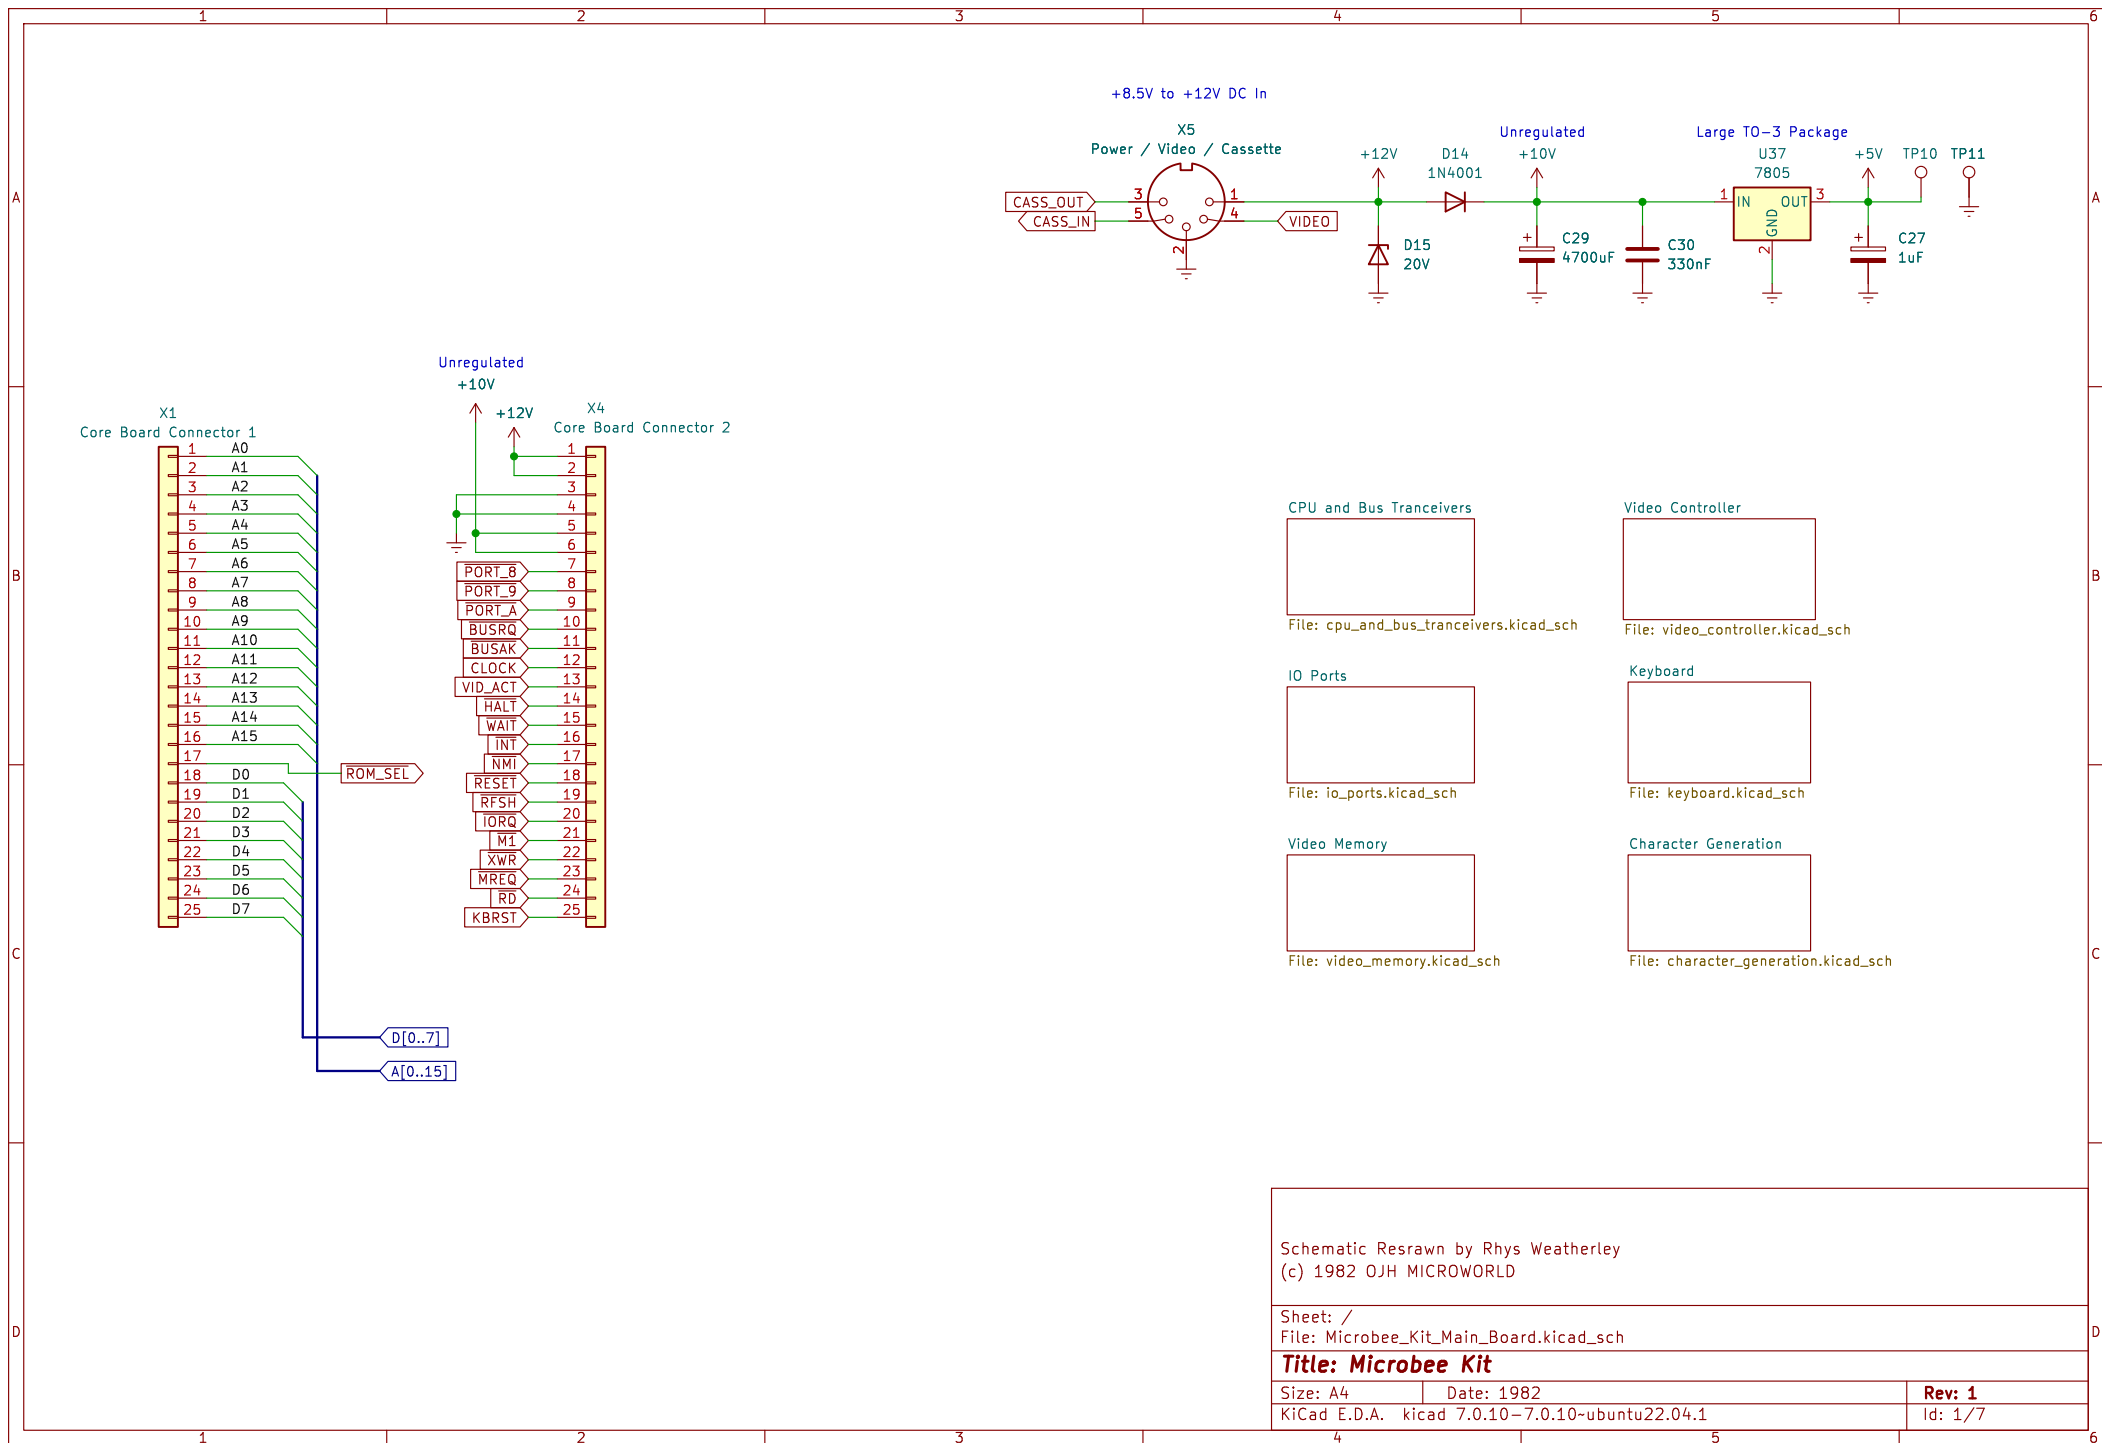 1 2 3 4 5 6
+8.5V to +12V DC In
X5
Power / Video / Cassette
CASS_OUT
CASS_IN
3
5
1
4
2
VIDEO
+12V
D14
1N4001
D15
20V
Unregulated
+10V
+
C29
4700uF
C30
330nF
Large TO-3 Package
U37
7805
1
IN
OUT
3
GND
2
+5V
+
C27
1uF
TP10
TP11
A
A
Unregulated
+10V
+12V
X1
Core Board Connector 1
1 A0
2 A1
3 A2
4 A3
5 A4
6 A5
7 A6
8 A7
9 A8
10 A9
11 A10
12 A11
13 A12
14 A13
15 A14
16 A15
17
ROM_SEL
18 D0
19 D1
20 D2
21 D3
22 D4
23 D5
24 D6
25 D7
D[0..7]
A[0..15]
X4
Core Board Connector 2
1
2
3
4
5
6
PORT_8 7
PORT_9 8
PORT_A 9
BUSRQ 10
BUSAK 11
CLOCK 12
VID_ACT 13
HALT 14
WAIT 15
INT 16
NMI 17
RESET 18
RFSH 19
IORQ 20
M1 21
XWR 22
MREQ 23
RD 24
KBRST 25
B
B
CPU and Bus Tranceivers
File: cpu_and_bus_tranceivers.kicad_sch
Video Controller
File: video_controller.kicad_sch
IO Ports
File: io_ports.kicad_sch
Keyboard
File: keyboard.kicad_sch
Video Memory
File: video_memory.kicad_sch
Character Generation
File: character_generation.kicad_sch
C
C
D
D
Schematic Resrawn by Rhys Weatherley
(c) 1982 OJH MICROWORLD
Sheet: /
File: Microbee_Kit_Main_Board.kicad_sch
Title: Microbee Kit
Size: A4
Date: 1982
Rev: 1
KiCad E.D.A. kicad 7.0.10-7.0.10~ubuntu22.04.1
Id: 1/7
1 2 3 4 5 6